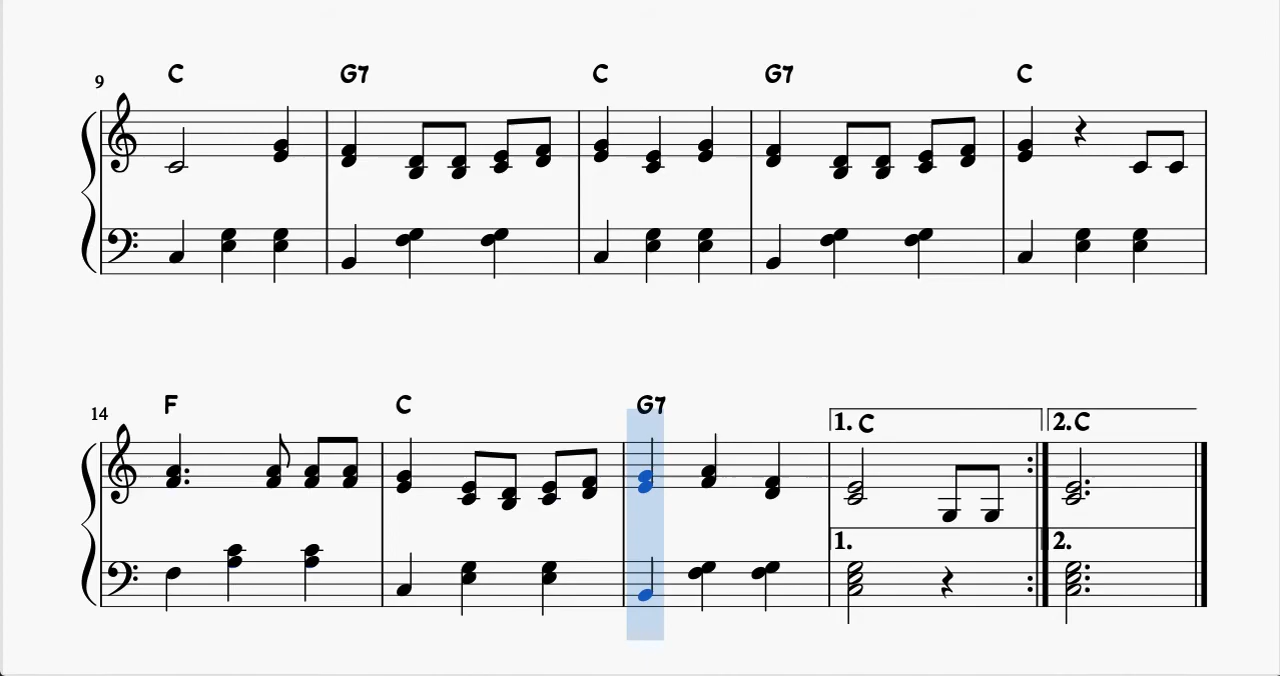 C G7 C G7 C
9
F C G7
14
1. C 2. C
1. 2.